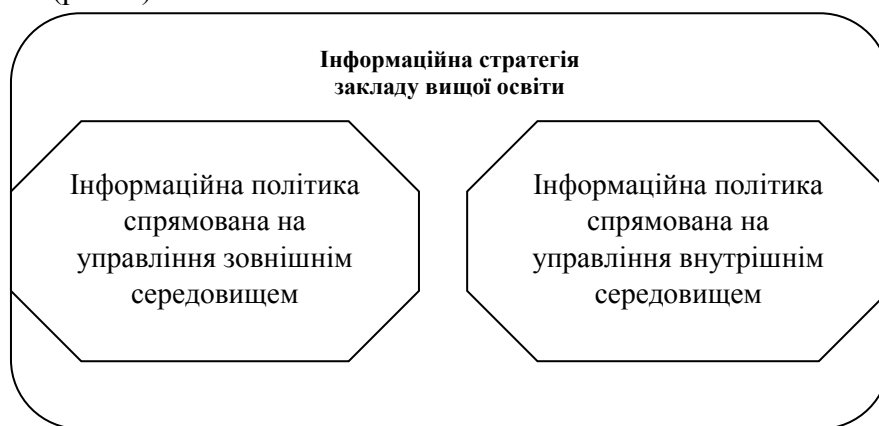 Інформаційна стратегія
закладу вищої освіти
Інформаційна політика
спрямована на
управління зовнішнім
середовищем
Інформаційна політика
спрямована на
управління внутрішнім
середовищем